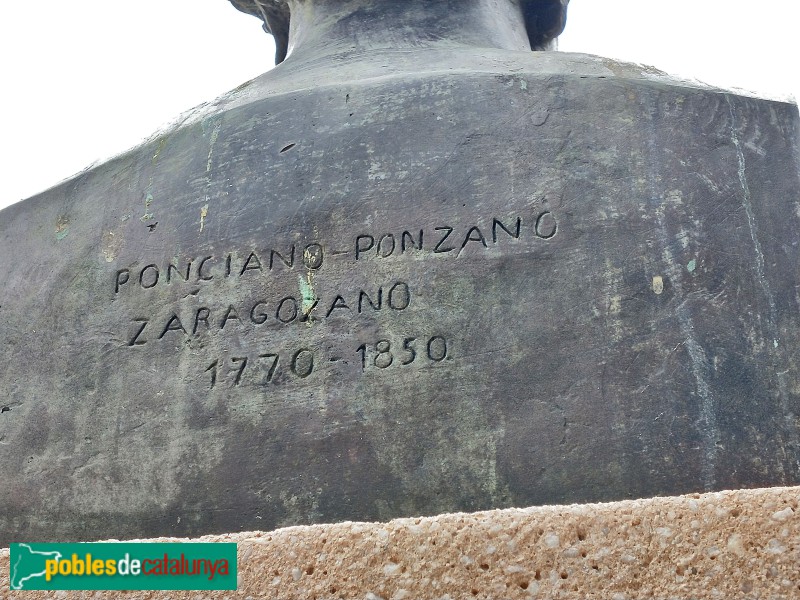 PONCIANO-PONZANO
ZARAGOZANO
1770-1850
poblesdecatalunya